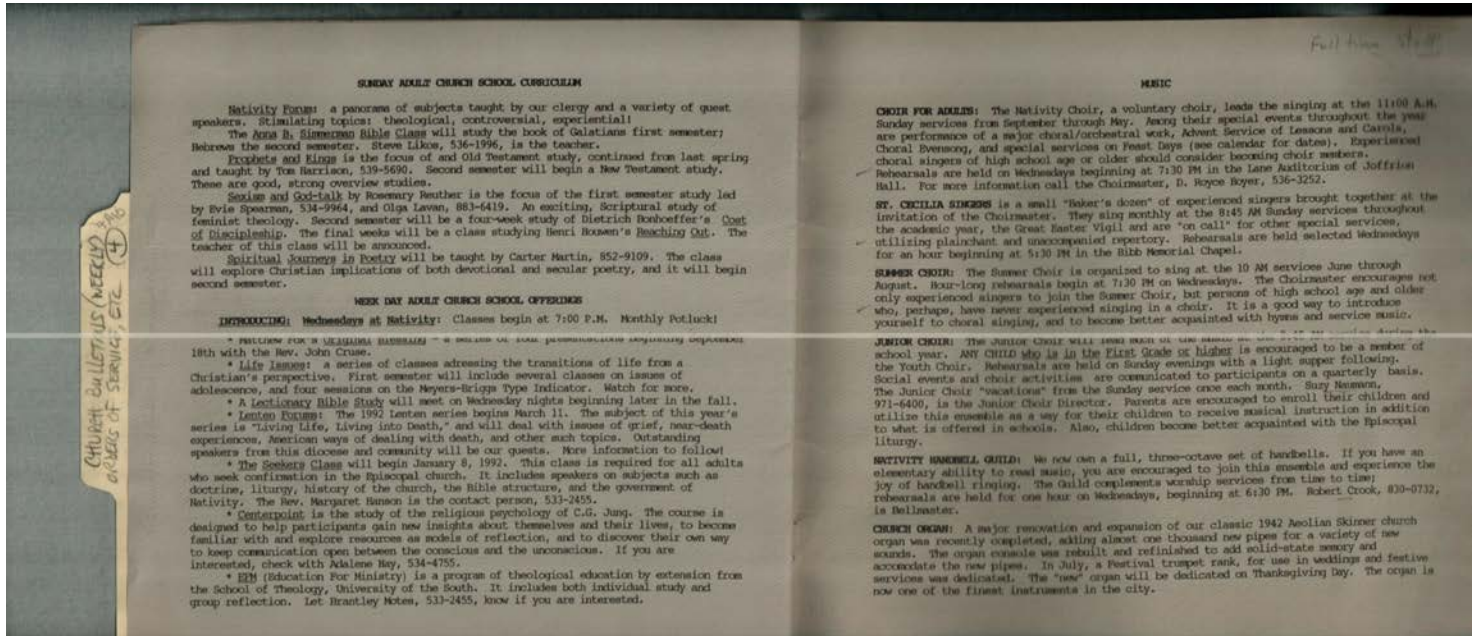 CHURCH BULLETINS (WEEKLY)
ORDERS OF SERVICE, ETC (4)
SUNDAY ADULT CHURCH SCHOOL CURRICULUM
Nativity Forum: a panorama of subjects taught by our clergy and a variety of guest
speakers. Stimulating topics: theological, controversial, experiential!
The Anna B. Simmerman Bible Class will study the book of Galatians first semester;
Hebrews the second semester. Steve Likos, 536-1996, is the teacher.
Prophets and Kings is the focus of and Old Testament study, continued from last spring
and taught by Tom Harrison, 539-5690. Second semester will begin a New Testament study.
These are good, strong overview studies.
Sexism and God-talk by Rosemary Reuther is the focus of the first semester study led
by Evie Spearman, 534-9964, and Olga Lavan, 883-6419. An exciting, Scriptural study of
feminist theology. Second semester will be a four-week study of Dietrich Bonhoeffer's Cost
of Discipleship. The final weeks will be a class studying Henri Houwen's Reaching Out. The
teacher of this class will be announced.
Spiritual Journeys in Poetry will be taught by Carter Martin, 852-9109. The class
will explore Christian implications of both devotional and secular poetry, and it will begin
second semester.
WEEK DAY ADULT CHURCH SCHOOL OFFERINGS
INTRODUCING: Wednesdays at Nativity: Classes begin at 7:00 P.M. Monthly Potluck!
* Matthew Fox's Original Blessing - a series of four presentations beginning September
18th with the Rev. John Cruse.
* Life Issues: a series of classes adressing the transitions of life from a
Christian's perspective. First semester will include several classes on issues of
adolescence, and four sessions on the Meyers-Briggs Type Indicator. Watch for more.
* A Lectionary Bible Study will meet on Wednesday nights beginning later in the fall.
* Lenten Forums: The 1992 Lenten series begins March 11. The subject of this year's
series is "Living Life, Living into Death," and will deal with issues of grief, near-death
experiences, American ways of dealing with death, and other such topics. Outstanding
speakers from this diocese and community will be our guests. More information to follow!
* The Seekers Class will begin January 8, 1992. This class is required for all adults
who seek confirmation in the Episcopal church. It includes speakers on subjects such as
doctrine, liturgy, history of the church, the Bible structure, and the government of
Nativity. The Rev. Margaret Hanson is the contact person, 533-2455.
* Centerpoint is the study of the religious psychology of C.G. Jung. The course is
designed to help participants gain new insights about themselves and their lives, to become
familiar with and explore resources as models of reflection, and to discover their own way
to keep communication open between the conscious and the unconscious. If you are
interested, check with Adalene Hay, 534-4755.
* EFM (Education For Ministry) is a program of theological education by extension from
the School of Theology, University of the South. It includes both individual study and
group reflection. Let Brantley Motes, 533-2455, know if you are interested.
Full time
MUSIC
CHOIR FOR ADULTS: The Nativity Choir, a voluntary choir, leads the singing at the 11:00 A.M.
Sunday services from September through May. Among their special events throughout the year
are performance of a major choral/orchestral work, Advent Service of Lessons and Carols,
Choral Evensong, and special services on Feast Days (see calendar for dates). Experienced
choral singers of high school age or older should consider becoming choir members.
Rehearsals are held on Wednesdays beginning at 7:30 PM in the Lane Auditorium of Joffrion
Hall. For more information call the Choirmaster, D. Royce Boyer, 536-3252.
ST. CECILIA SINGERS is a small "Baker's dozen" of experienced singers brought together at the
invitation of the Choirmaster. They sing monthly at the 8:45 AM Sunday services throughout
the academic year, the Great Easter Vigil and are "on call" for other special services,
utilizing plainchant and unaccompanied repertory. Rehearsals are held selected Wednesdays
for an hour beginning at 5:30 PM in the Bibb Memorial Chapel.
SUMMER CHOIR: The Summer Choir is organized to sing at the 10 AM services June through
August. Hour-long rehearsals begin at 7:30 PM on Wednesdays. The Choirmaster encourages not
only experienced singers to join the Summer Choir, but persons of high school age and older
who, perhaps, have never experienced singing in a choir. It is a good way to introduce
yourself to choral singing, and to become better acquainted with hymns and service music.
JUNIOR CHOIR: The Junior Choir will lead much of the music at the 8:45 AM service during the
school year. ANY CHILD who is in the First Grade or higher is encouraged to be a member of
the Youth Choir. Rehearsals are held on Sunday evenings with a light supper following.
Social events and choir activities are communicated to participants on a quarterly basis.
The Junior Choir "vacations" from the Sunday service once each month. Suzy Naumann,
971-6400, is the Junior Choir Director. Parents are encouraged to enroll their children and
utilize this ensemble as a way for their children to receive musical instruction in addition
to what is offered in schools. Also, children become better acquainted with the Episcopal
liturgy.
NATIVITY HANDBELL GUILD: We now own a full, three-octave set of handbells. If you have an
elementary ability to read music, you are encouraged to join this ensemble and experience the
joy of handbell ringing. The Guild complements worship services from time to time;
rehearsals are held for one hour on Wednesdays, beginning at 6:30 PM. Robert Crook, 830-0732,
is Bellmaster.
CHURCH ORGAN: A major renovation and expansion of our classic 1942 Aeolian Skinner church
organ was recently completed, adding almost one thousand new pipes for a variety of new
sounds. The organ console was rebuilt and refinished to add solid-state memory and
accomodate the new pipes. In July, a Festival trumpet rank, for use in weddings and festive
services was dedicated. The "new" organ will be dedicated on Thanksgiving Day. The organ is
now one of the finest instruments in the city.